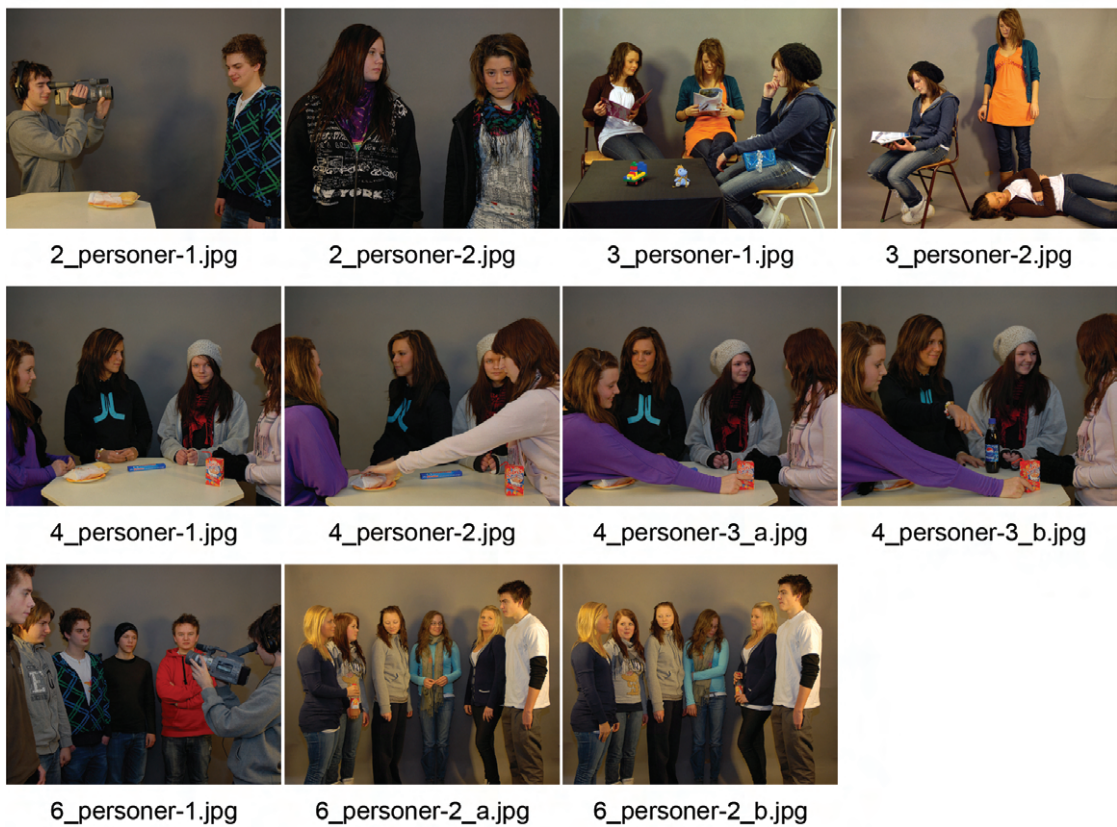 2_personer-1.jpg
2_personer-2.jpg
3_personer-1.jpg
3_personer-2.jpg
4_personer-1.jpg
4_personer-2.jpg
4_personer-3_a.jpg
4_personer-3_b.jpg
6_personer-1.jpg
6_personer-2_a.jpg
6_personer-2_b.jpg